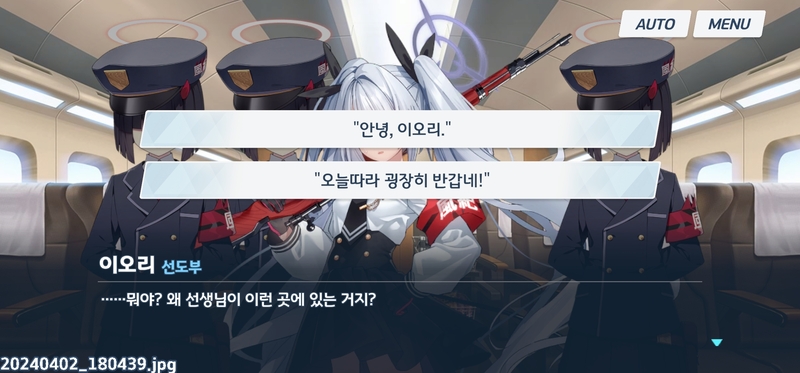 AUTO MENU
"안녕, 이오리."
"오늘따라 굉장히 반갑네!"
이오리 선도부
……뭐야? 왜 선생님이 이런 곳에 있는 거지?
20240402_180439.jpg